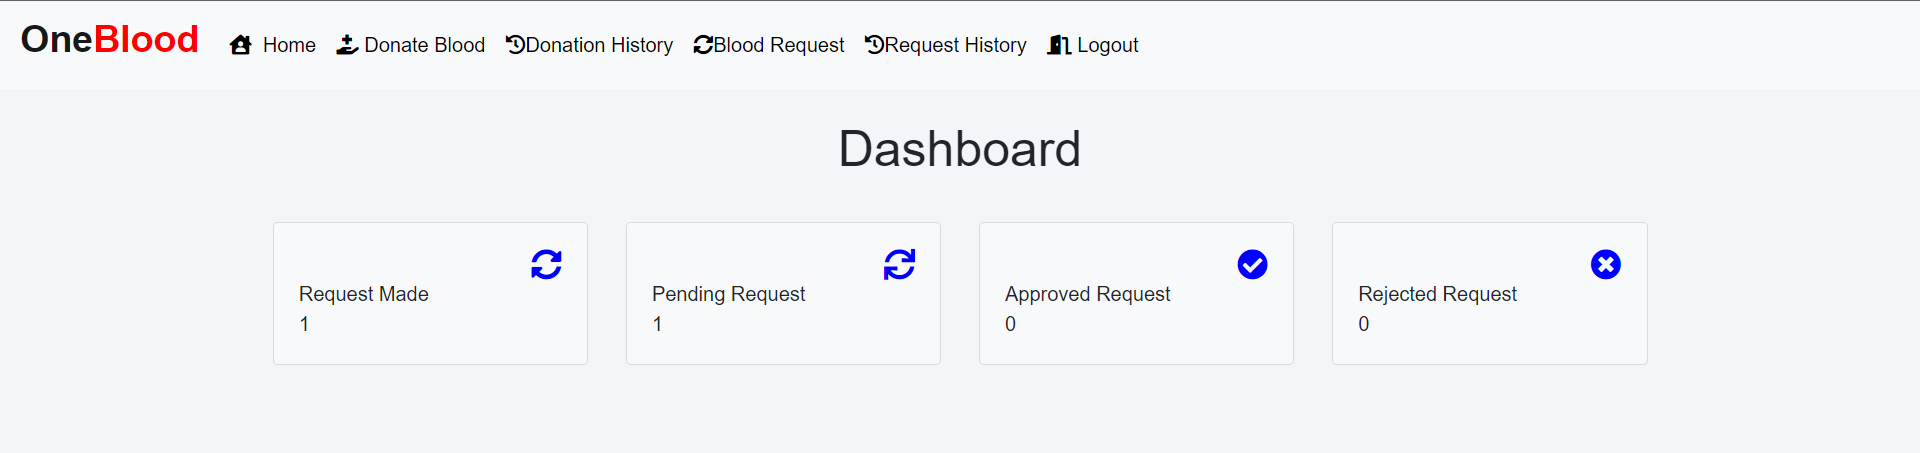 OneBlood Home Donate Blood Donation History Blood Request Request History Logout
Dashboard
Request Made
1
Pending Request
1
Approved Request
0
Rejected Request
0